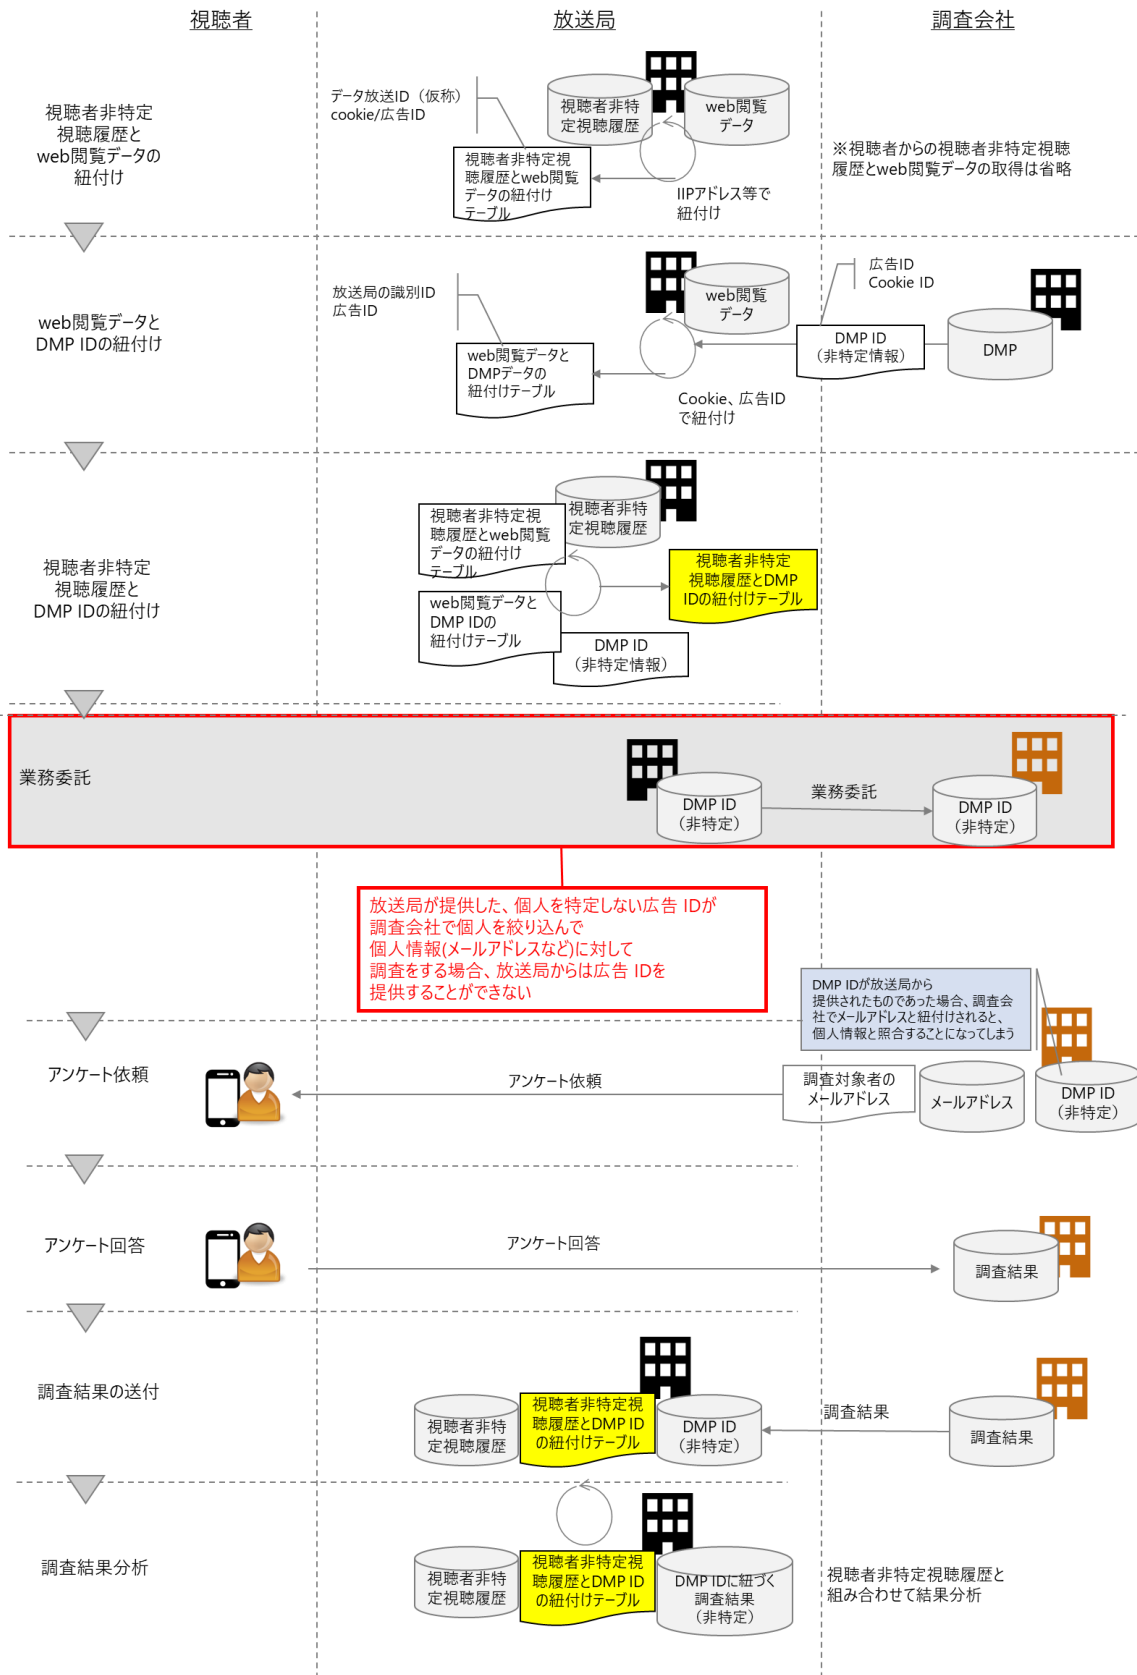 視聴者
放送局
調査会社
視聴者非特定
視聴履歴と
web閲覧データの
紐付け
データ放送ID（仮称）
cookie/広告ID
視聴者非特
定視聴履歴
web閲覧
データ
視聴者非特定視
聴履歴とweb閲覧
データの紐付け
テーブル
IIPアドレス等で
紐付け
※視聴者からの視聴者非特定視聴
履歴とweb閲覧データの取得は省略
web閲覧データと
DMP IDの紐付け
放送局の識別ID
広告ID
web閲覧
データ
web閲覧データと
DMPデータの
紐付けテーブル
Cookie、広告ID
で紐付け
広告ID
Cookie ID
DMP ID
（非特定情報）
DMP
視聴者非特定
視聴履歴と
DMP IDの紐付け
視聴者非特
定視聴履歴
視聴者非特定視
聴履歴とweb閲覧
データの紐付け
テーブル
web閲覧データと
DMP IDの
紐付けテーブル
DMP ID
（非特定情報）
視聴者非特定
視聴履歴とDMP
IDの紐付けテーブル
業務委託
DMP ID
（非特定）
業務委託
DMP ID
（非特定）
放送局が提供した、個人を特定しない広告 IDが
調査会社で個人を絞り込んで
個人情報(メールアドレスなど)に対して
調査をする場合、放送局からは広告 IDを
提供することができない
DMP IDが放送局から
提供されたものであった場合、調査会
社でメールアドレスと紐付けされると、
個人情報と照合することになってしまう
アンケート依頼
アンケート依頼
調査対象者の
メールアドレス
メールアドレス
DMP ID
（非特定）
アンケート回答
アンケート回答
調査結果
調査結果の送付
視聴者非特
定視聴履歴
視聴者非特定視
聴履歴とDMP ID
の紐付けテーブル
DMP ID
（非特定）
調査結果
調査結果
調査結果分析
視聴者非特
定視聴履歴
視聴者非特定視
聴履歴とDMP ID
の紐付けテーブル
DMP IDに紐づく
調査結果
（非特定）
視聴者非特定視聴履歴と
組み合わせて結果分析